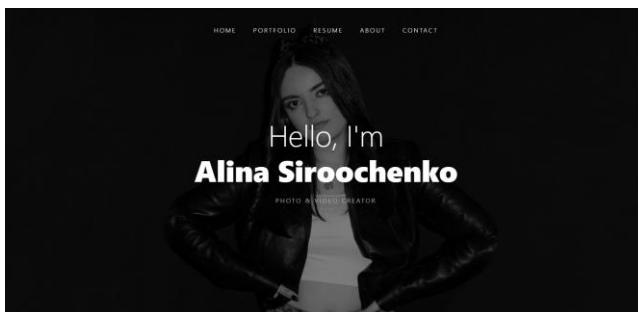 HOME PORTFOLIO RESUME ABOUT CONTACT
Hello, I'm
Alina Siroochenko
PHOTO & VIDEO CREATOR